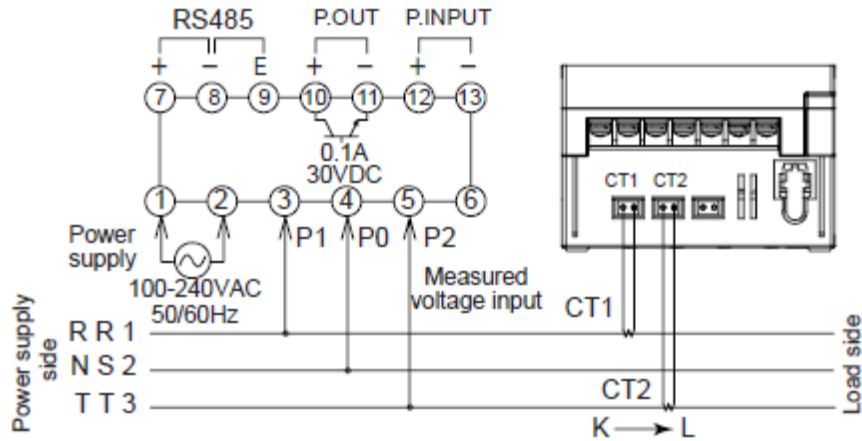 RS485 P.OUT P.INPUT
+ − E + − + −
7 8 9 10 11 12 13
0.1A
30VDC
CT1 CT2
1 2 3 4 5 6
Power
supply
P1 P0 P2
100-240VAC
50/60Hz
Measured
voltage input
CT1
Power supply
side
R R 1
N S 2
T T 3
CT2
K → L
Load side